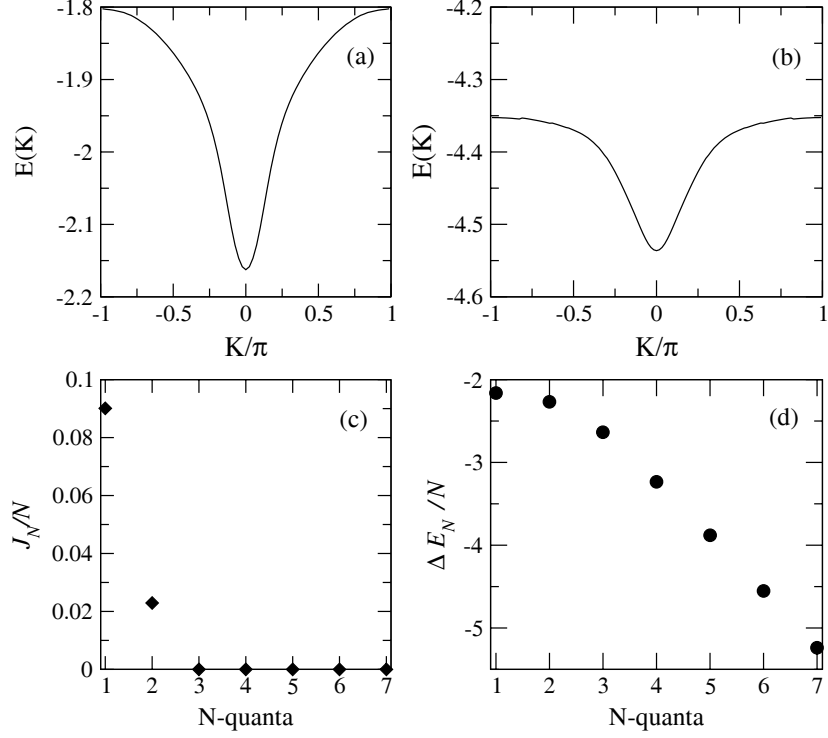 -1.8
-1.9
-2
-2.1
-2.2
E(K)
(a)
-1 -0.5 0 0.5 1
K/π
-4.2
-4.3
-4.4
-4.5
-4.6
E(K)
(b)
-1 -0.5 0 0.5 1
K/π
0.1
0.08
0.06
0.04
0.02
0
J_N/N
(c)
1 2 3 4 5 6 7
N-quanta
-2
-3
-4
-5
Δ E_N /N
(d)
1 2 3 4 5 6 7
N-quanta